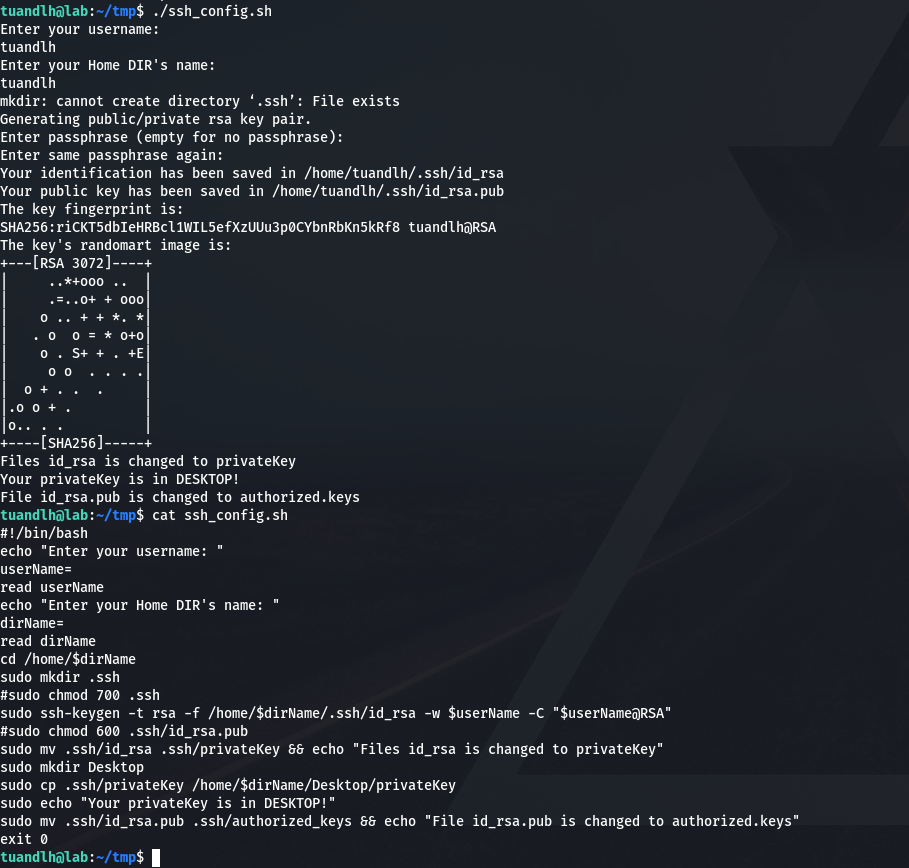 tuandlh@lab:~/tmp$ ./ssh_config.sh
Enter your username:
tuandlh
Enter your Home DIR's name:
tuandlh
mkdir: cannot create directory ‘.ssh’: File exists
Generating public/private rsa key pair.
Enter passphrase (empty for no passphrase):
Enter same passphrase again:
Your identification has been saved in /home/tuandlh/.ssh/id_rsa
Your public key has been saved in /home/tuandlh/.ssh/id_rsa.pub
The key fingerprint is:
SHA256:riCKT5dbIeHRBcl1WIL5efXzUUu3p0CYbnRbKn5kRf8 tuandlh@RSA
The key's randomart image is:
+---[RSA 3072]----+
|     ..*+ooo ..  |
|     .=..o+ + ooo|
|    o .. + + *. *|
|   . o  o = * o+o|
|    o . S+ + . +E|
|     o o  . . . .|
|  o + . .  .     |
|.o o + .         |
|o.. . .          |
+----[SHA256]-----+
Files id_rsa is changed to privateKey
Your privateKey is in DESKTOP!
File id_rsa.pub is changed to authorized.keys
tuandlh@lab:~/tmp$ cat ssh_config.sh
#!/bin/bash
echo "Enter your username: "
userName=
read userName
echo "Enter your Home DIR's name: "
dirName=
read dirName
cd /home/$dirName
sudo mkdir .ssh
#sudo chmod 700 .ssh
sudo ssh-keygen -t rsa -f /home/$dirName/.ssh/id_rsa -w $userName -C "$userName@RSA"
#sudo chmod 600 .ssh/id_rsa.pub
sudo mv .ssh/id_rsa .ssh/privateKey && echo "Files id_rsa is changed to privateKey"
sudo mkdir Desktop
sudo cp .ssh/privateKey /home/$dirName/Desktop/privateKey
sudo echo "Your privateKey is in DESKTOP!"
sudo mv .ssh/id_rsa.pub .ssh/authorized_keys && echo "File id_rsa.pub is changed to authorized.keys"
exit 0
tuandlh@lab:~/tmp$